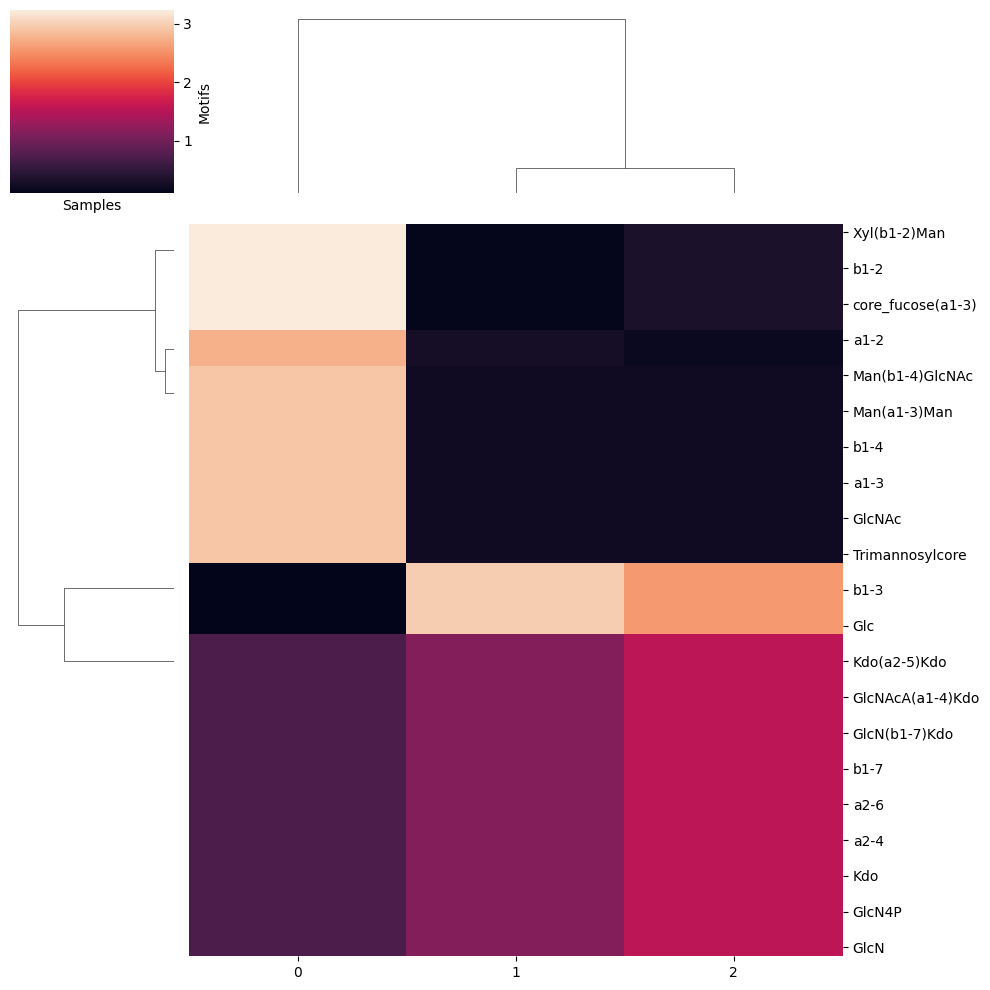 3
2
1
Motifs
Samples
Xyl(b1-2)Man
b1-2
core_fucose(a1-3)
a1-2
Man(b1-4)GlcNAc
Man(a1-3)Man
b1-4
a1-3
GlcNAc
Trimannosylcore
b1-3
Glc
Kdo(a2-5)Kdo
GlcNAcA(a1-4)Kdo
GlcN(b1-7)Kdo
b1-7
a2-6
a2-4
Kdo
GlcN4P
GlcN
0 1 2